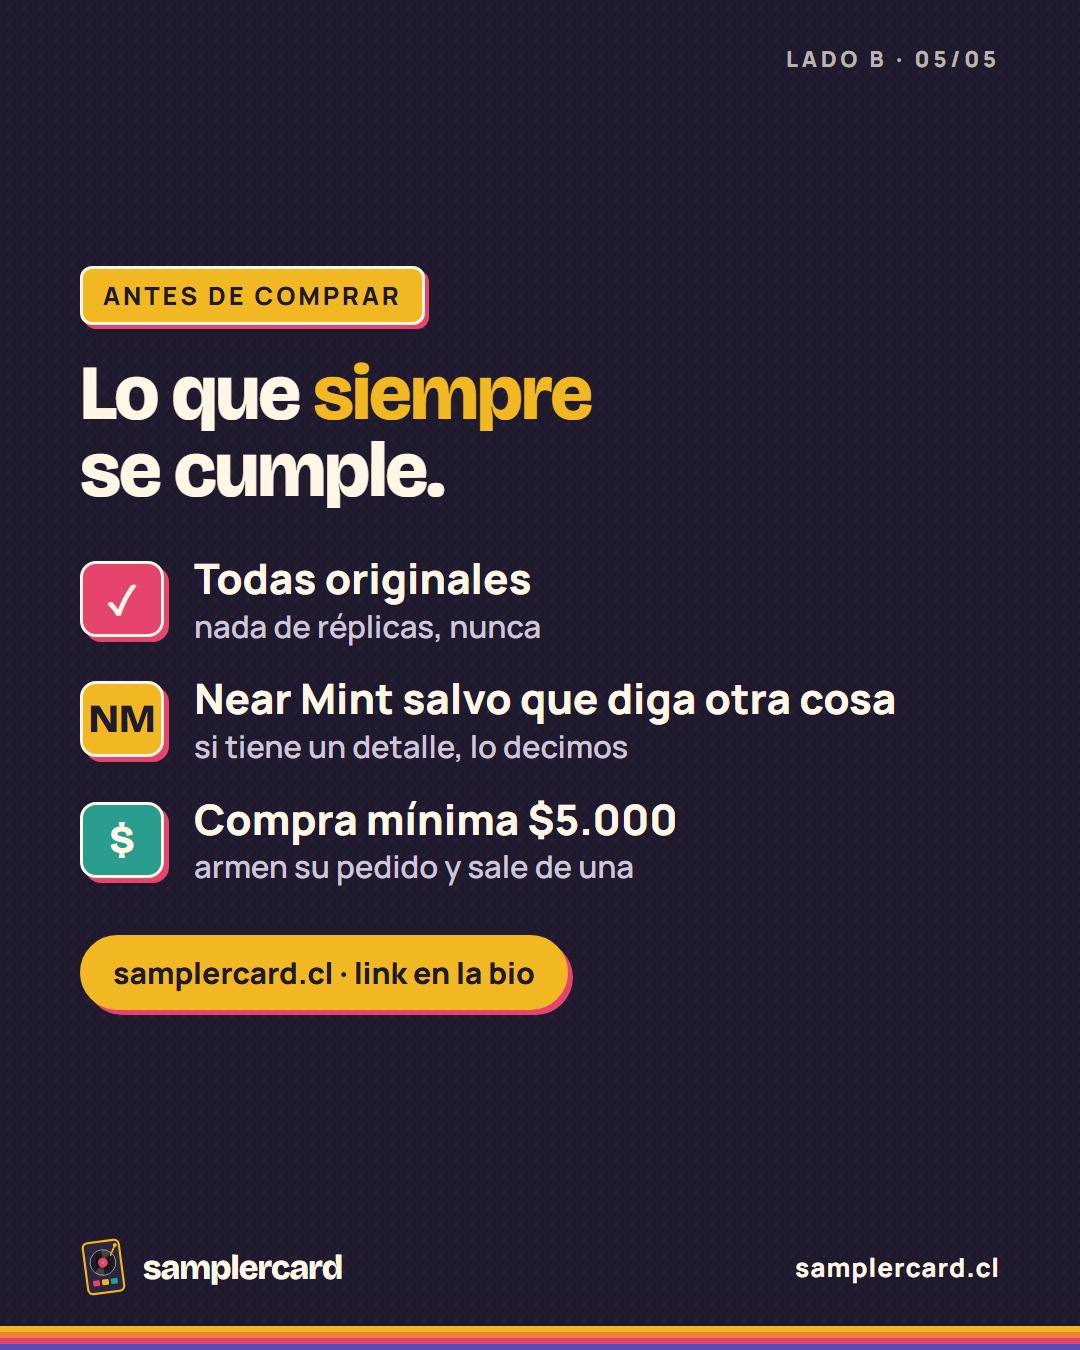 LADO B · 05/05
ANTES DE COMPRAR
Lo que siempre
se cumple.
✓
Todas originales
nada de réplicas, nunca
NM
Near Mint salvo que diga otra cosa
si tiene un detalle, lo decimos
$
Compra mínima $5.000
armen su pedido y sale de una
samplercard.cl · link en la bio
samplercard
samplercard.cl